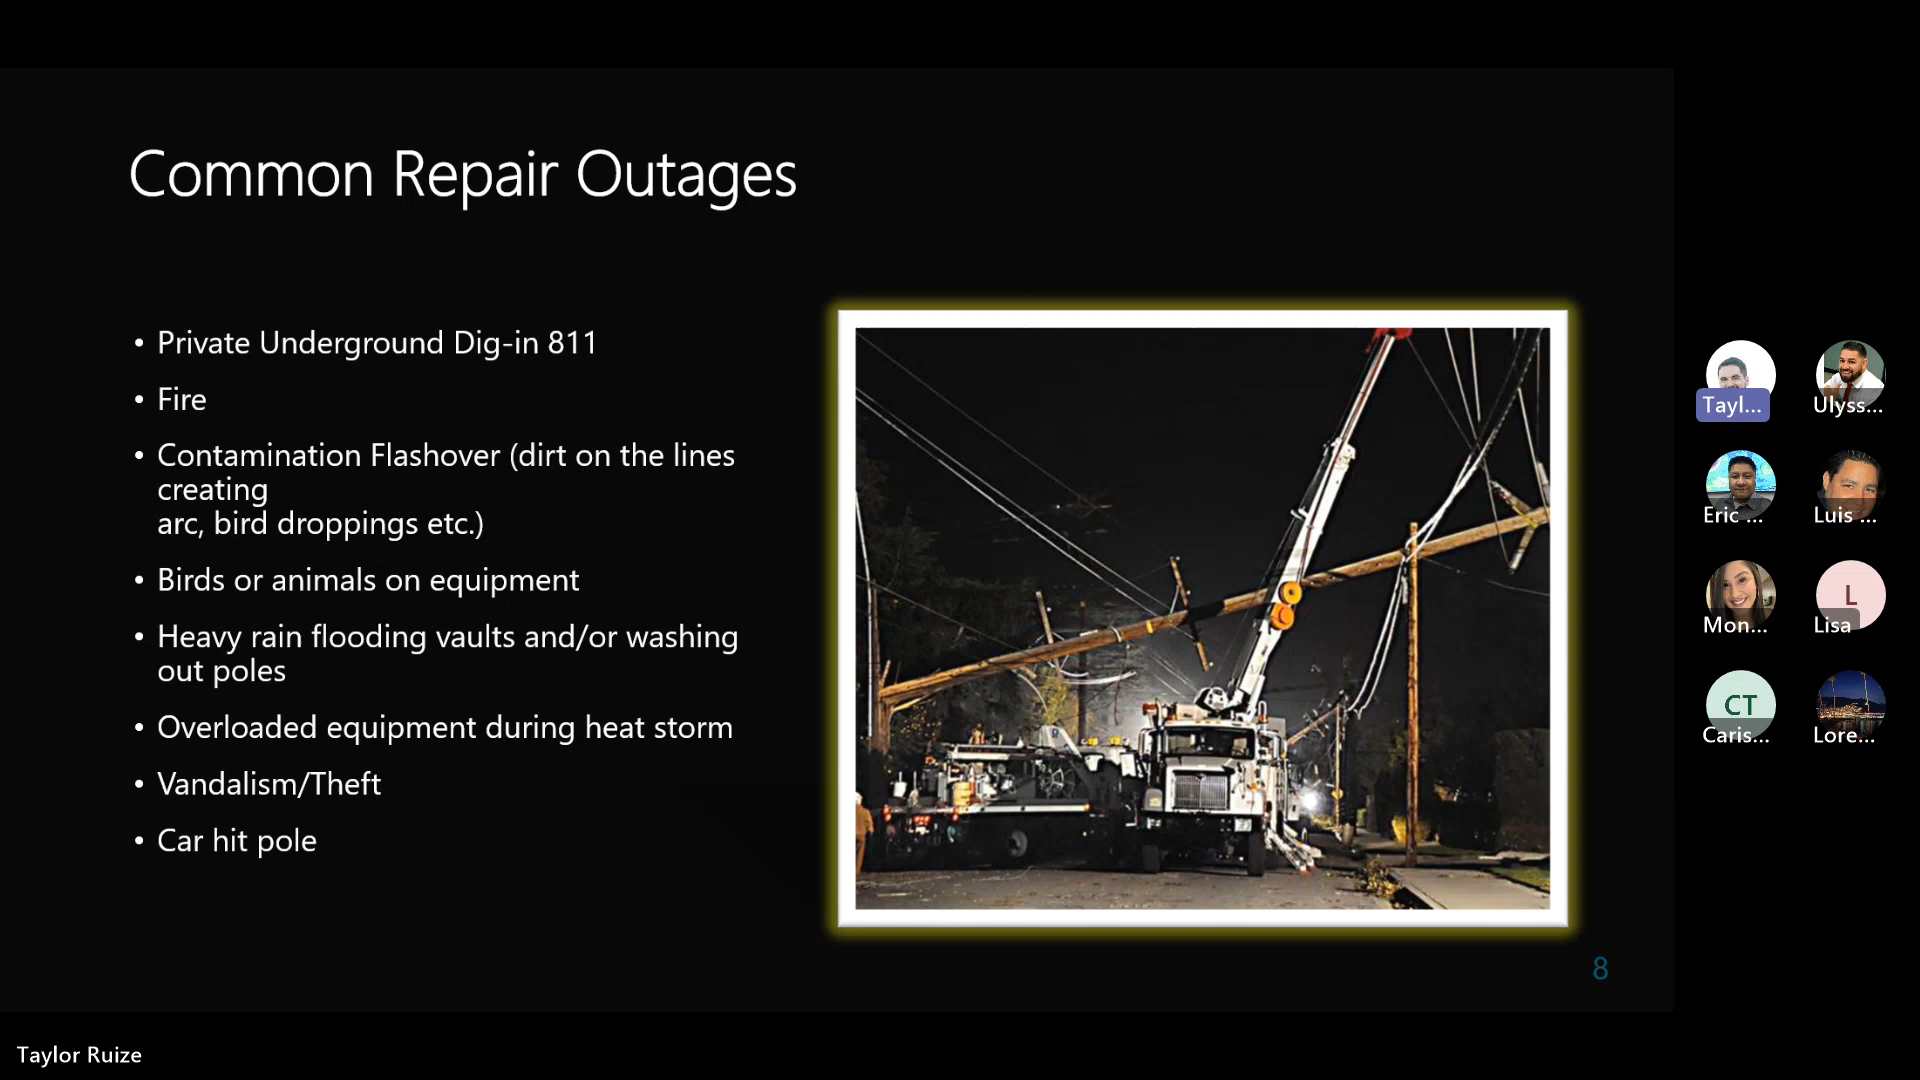 Common Repair Outages
• Private Underground Dig-in 811
• Fire
• Contamination Flashover (dirt on the lines
creating
arc, bird droppings etc.)
• Birds or animals on equipment
• Heavy rain flooding vaults and/or washing
out poles
• Overloaded equipment during heat storm
• Vandalism/Theft
• Car hit pole
8
Tayl...
Ulyss...
Eric ...
Luis ...
Mon...
L
Lisa
CT
Caris...
Lore...
Taylor Ruize